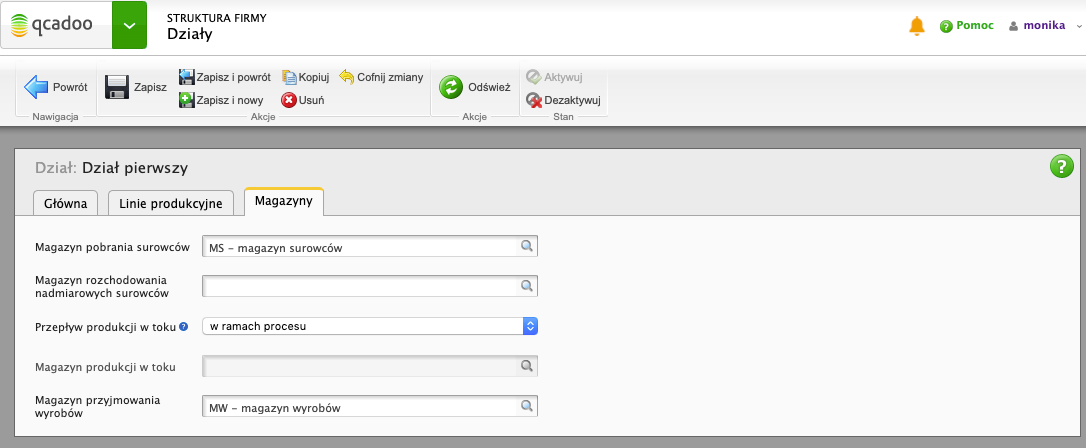 qcadoo
STRUKTURA FIRMY
Działy
Pomoc
monika
Powrót
Zapisz
Zapisz i powrót
Kopiuj
Cofnij zmiany
Zapisz i nowy
Usuń
Odśwież
Aktywuj
Dezaktywuj
Nawigacja
Akcje
Akcje
Stan
Dział: Dział pierwszy
?
Główna
Linie produkcyjne
Magazyny
Magazyn pobrania surowców
MS – magazyn surowców
Magazyn rozchodowania
nadmiarowych surowców
Przepływ produkcji w toku ?
w ramach procesu
Magazyn produkcji w toku
Magazyn przyjmowania
wyrobów
MW – magazyn wyrobów